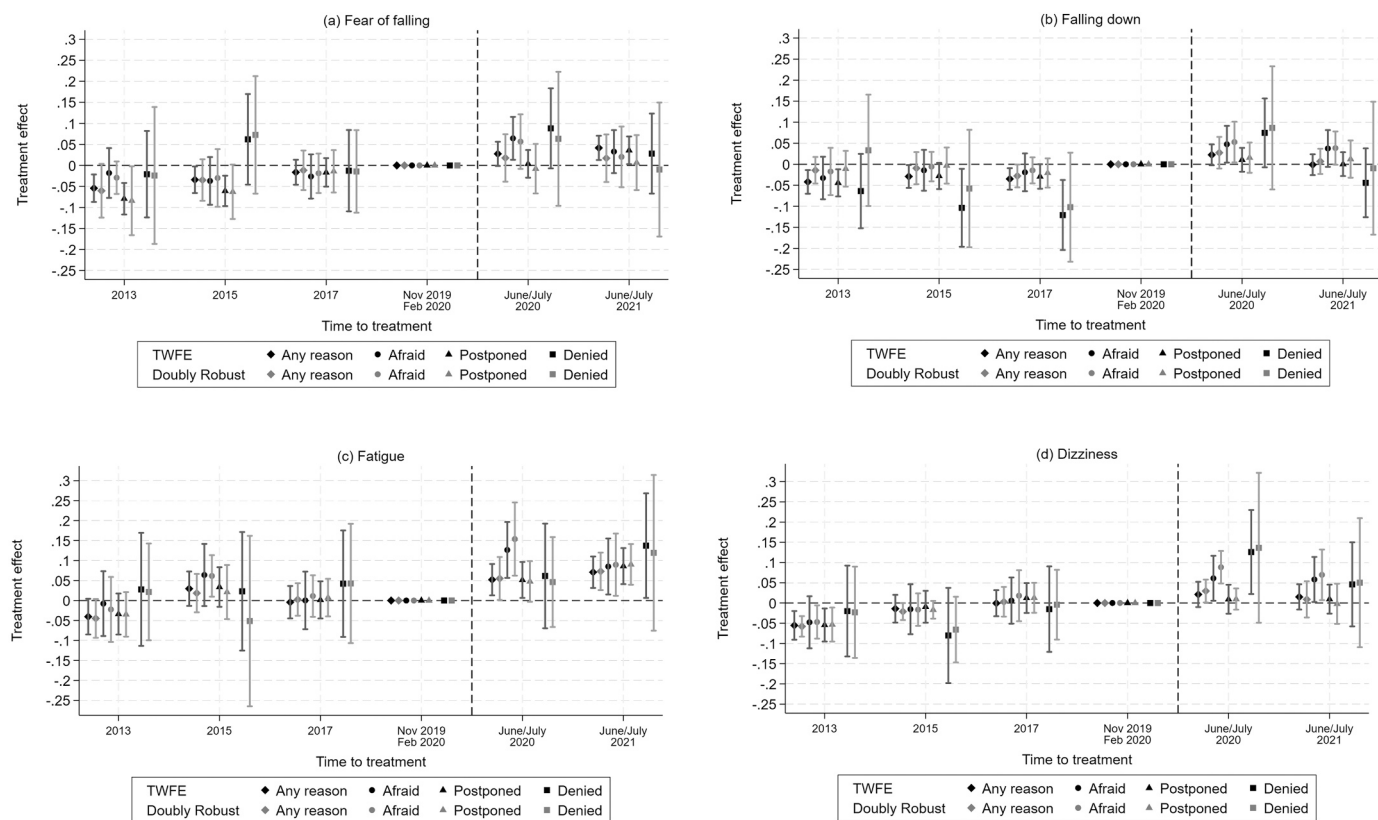 (a) Fear of falling
.3
.25
.2
.15
.1
.05
0
-.05
-.1
-.15
-.2
-.25
Treatment effect
2013
2015
2017
Nov 2019
Feb 2020
June/July
2020
June/July
2021
Time to treatment
TWFE Any reason Afraid Postponed Denied
Doubly Robust Any reason Afraid Postponed Denied
(b) Falling down
.3
.25
.2
.15
.1
.05
0
-.05
-.1
-.15
-.2
-.25
Treatment effect
2013
2015
2017
Nov 2019
Feb 2020
June/July
2020
June/July
2021
Time to treatment
TWFE Any reason Afraid Postponed Denied
Doubly Robust Any reason Afraid Postponed Denied
(c) Fatigue
.3
.25
.2
.15
.1
.05
0
-.05
-.1
-.15
-.2
-.25
Treatment effect
2013
2015
2017
Nov 2019
Feb 2020
June/July
2020
June/July
2021
Time to treatment
TWFE Any reason Afraid Postponed Denied
Doubly Robust Any reason Afraid Postponed Denied
(d) Dizziness
.3
.25
.2
.15
.1
.05
0
-.05
-.1
-.15
-.2
-.25
Treatment effect
2013
2015
2017
Nov 2019
Feb 2020
June/July
2020
June/July
2021
Time to treatment
TWFE Any reason Afraid Postponed Denied
Doubly Robust Any reason Afraid Postponed Denied